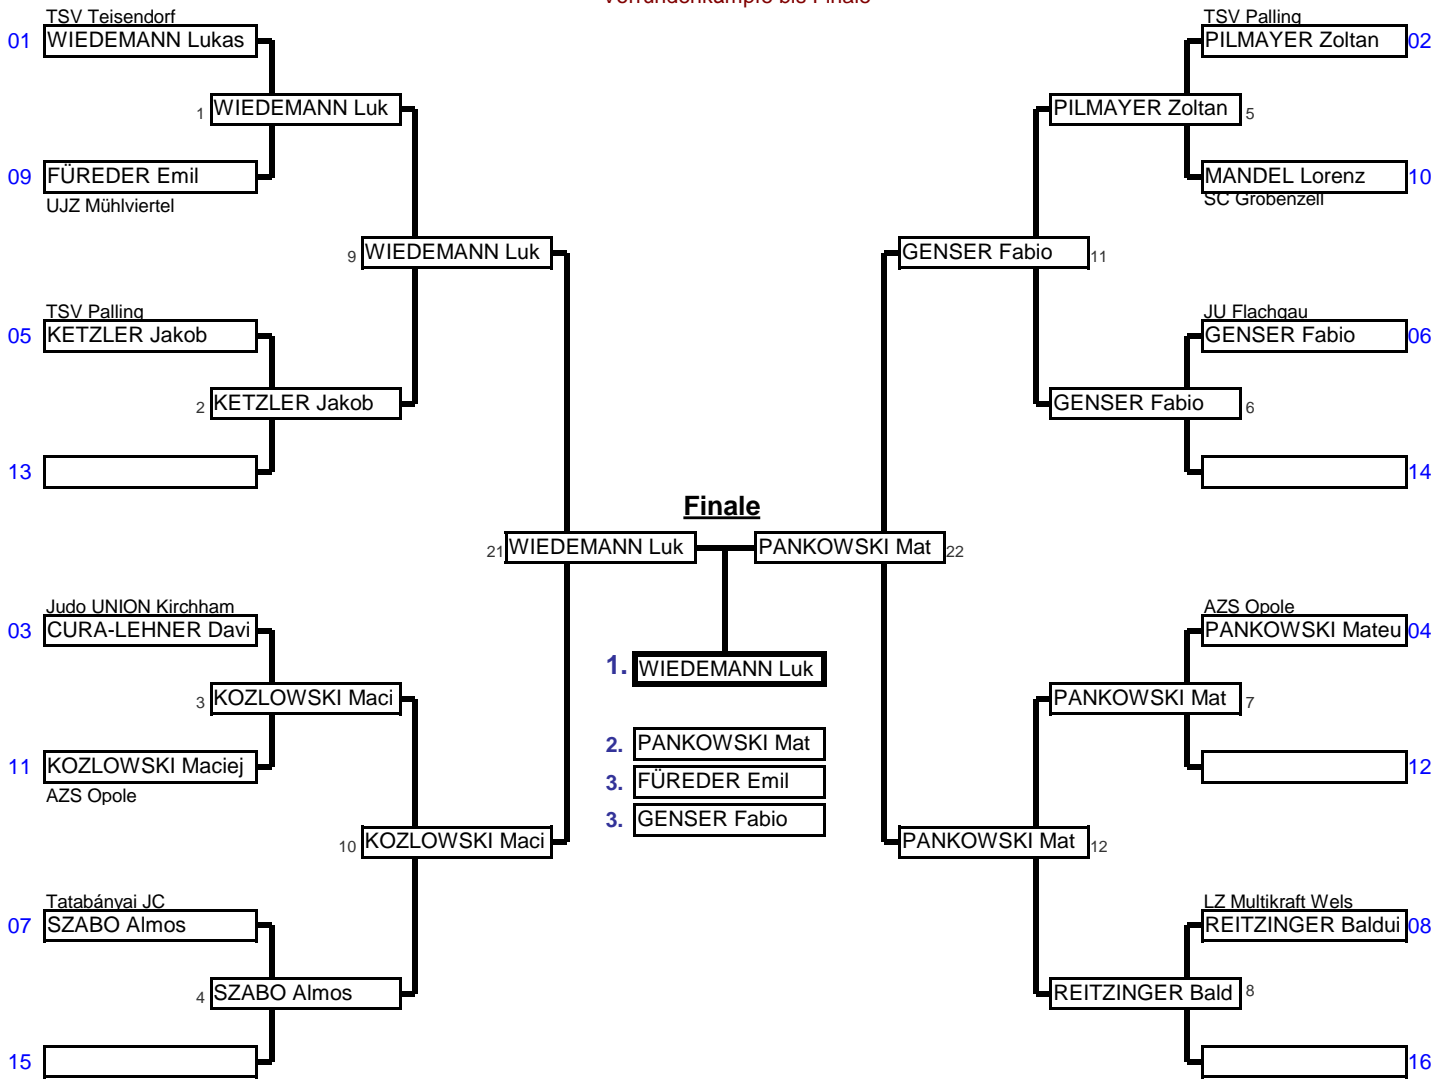 Vorrundenkämpfe bis Finale
TSV Teisendorf
01 WIEDEMANN Lukas
1 WIEDEMANN Luk
09 FÜREDER Emil
UJZ Mühlviertel
9 WIEDEMANN Luk
TSV Palling
05 KETZLER Jakob
2 KETZLER Jakob
13
21 WIEDEMANN Luk
Judo UNION Kirchham
03 CURA-LEHNER Davi
3 KOZLOWSKI Maci
11 KOZLOWSKI Maciej
AZS Opole
10 KOZLOWSKI Maci
Tatabányai JC
07 SZABO Almos
4 SZABO Almos
15
Finale
1. WIEDEMANN Luk
2. PANKOWSKI Mat
3. FÜREDER Emil
3. GENSER Fabio
TSV Palling
PILMAYER Zoltan 02
PILMAYER Zoltan 5
MANDEL Lorenz 10
SC Gröbenzell
GENSER Fabio 11
JU Flachgau
GENSER Fabio 06
GENSER Fabio 6
14
PANKOWSKI Mat 22
AZS Opole
PANKOWSKI Mateu 04
PANKOWSKI Mat 7
12
PANKOWSKI Mat 12
LZ Multikraft Wels
REITZINGER Baldui 08
REITZINGER Bald 8
16